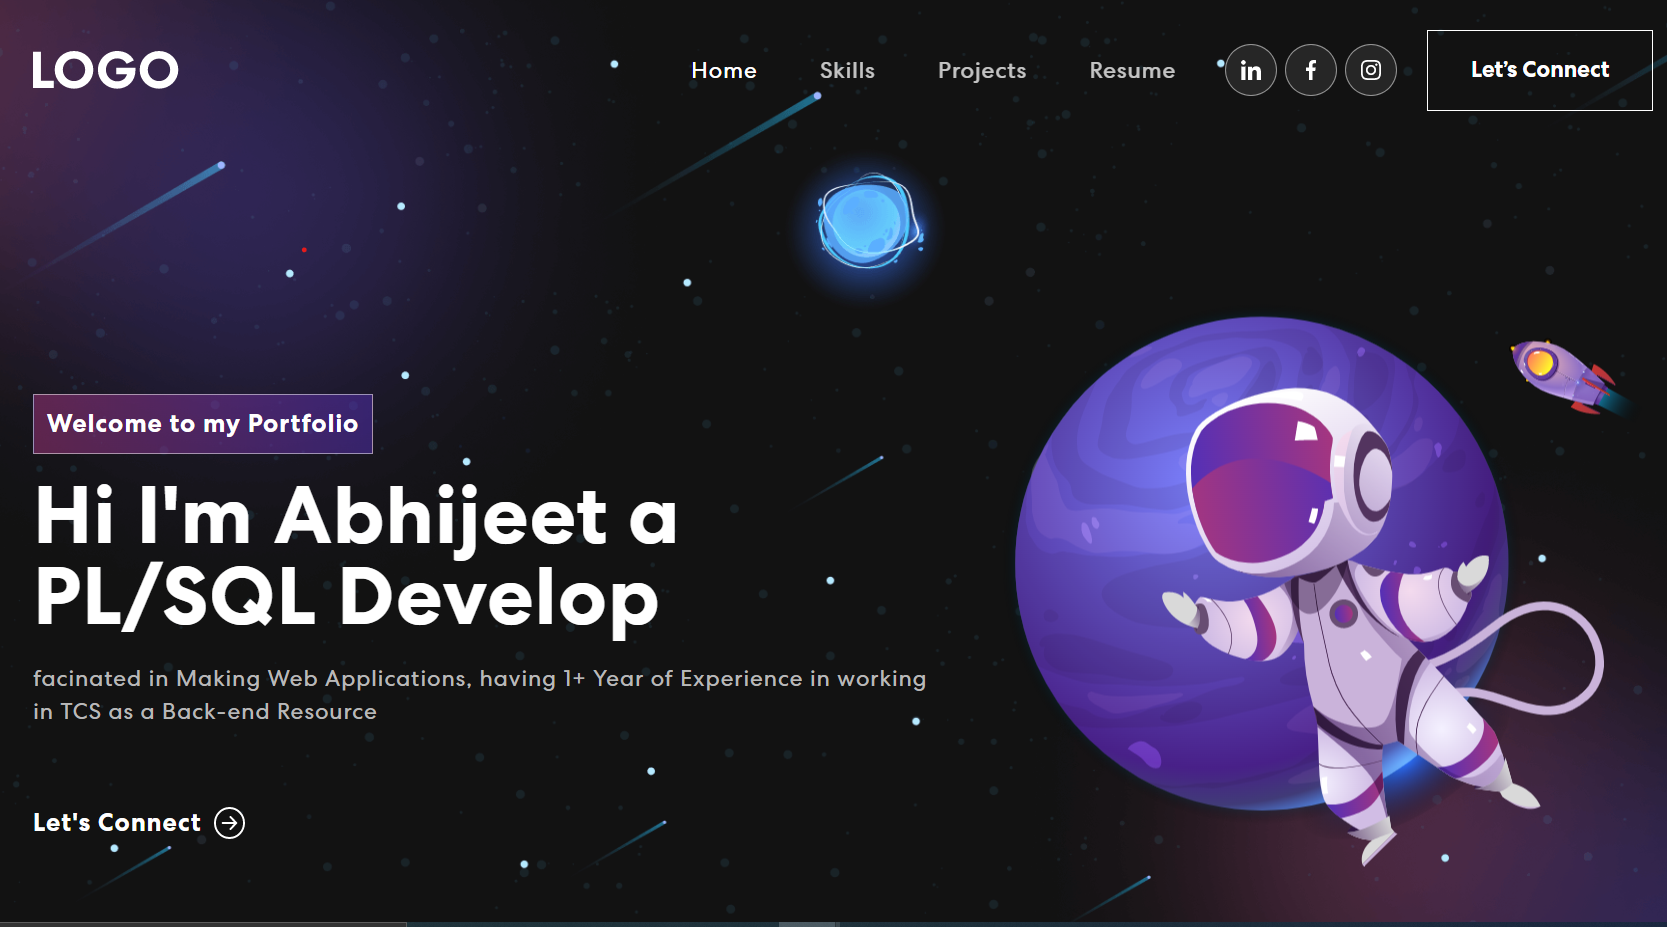 LOGO
Home Skills Projects Resume Let’s Connect
Welcome to my Portfolio
Hi I'm Abhijeet a
PL/SQL Develop
facinated in Making Web Applications, having 1+ Year of Experience in working
in TCS as a Back-end Resource
Let's Connect